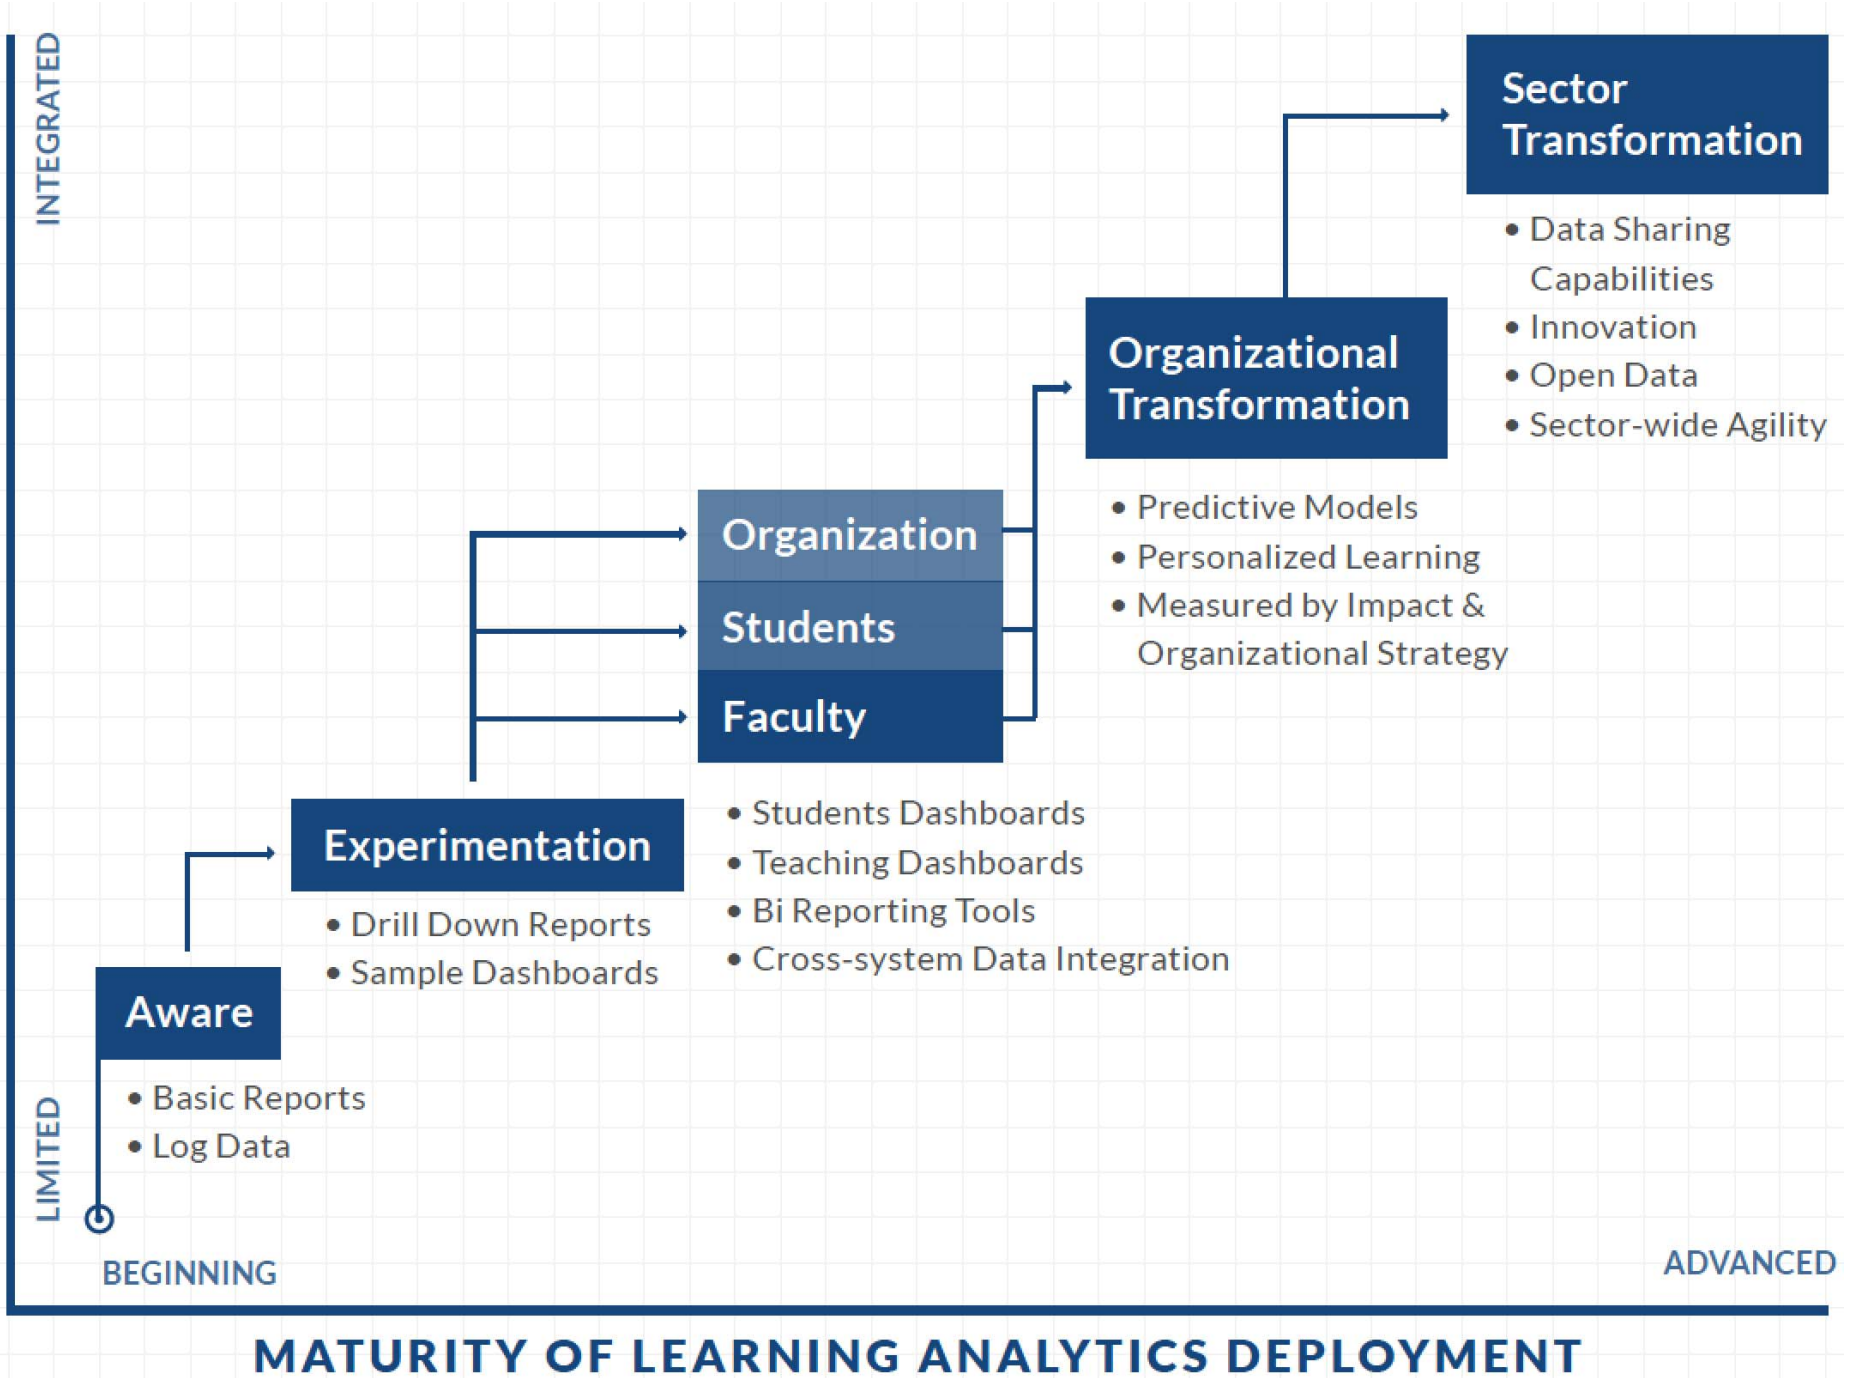 INTEGRATED
Sector
Transformation
• Data Sharing
Capabilities
• Innovation
• Open Data
• Sector-wide Agility
Organizational
Transformation
• Predictive Models
• Personalized Learning
• Measured by Impact &
Organizational Strategy
Organization
Students
Faculty
• Students Dashboards
• Teaching Dashboards
• Bi Reporting Tools
• Cross-system Data Integration
Experimentation
• Drill Down Reports
• Sample Dashboards
Aware
• Basic Reports
• Log Data
LIMITED
BEGINNING
ADVANCED
MATURITY OF LEARNING ANALYTICS DEPLOYMENT